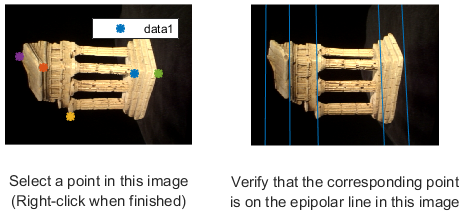 data1
Select a point in this image
(Right-click when finished)
Verify that the corresponding point
is on the epipolar line in this image